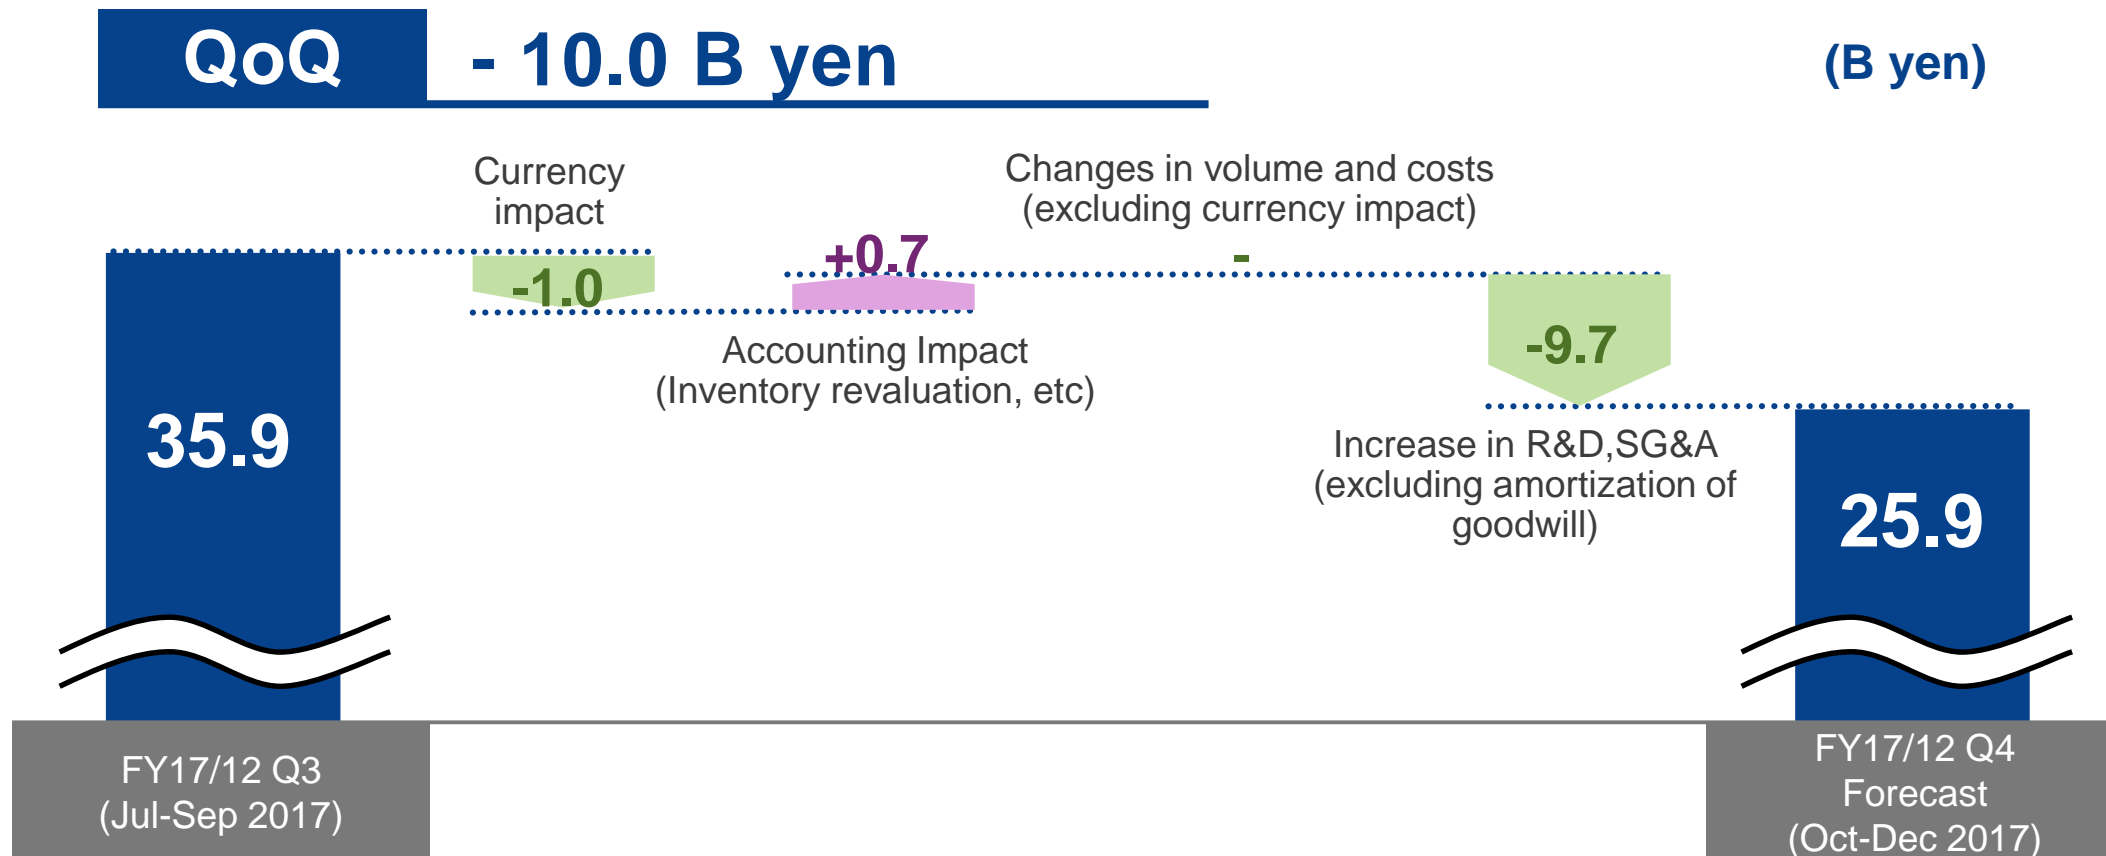 QoQ
- 10.0 B yen
(B yen)
Currency
impact
-1.0
+0.7
Accounting Impact
(Inventory revaluation, etc)
Changes in volume and costs
(excluding currency impact)
-
-9.7
Increase in R&D,SG&A
(excluding amortization of
goodwill)
35.9
25.9
FY17/12 Q3
(Jul-Sep 2017)
FY17/12 Q4
Forecast
(Oct-Dec 2017)